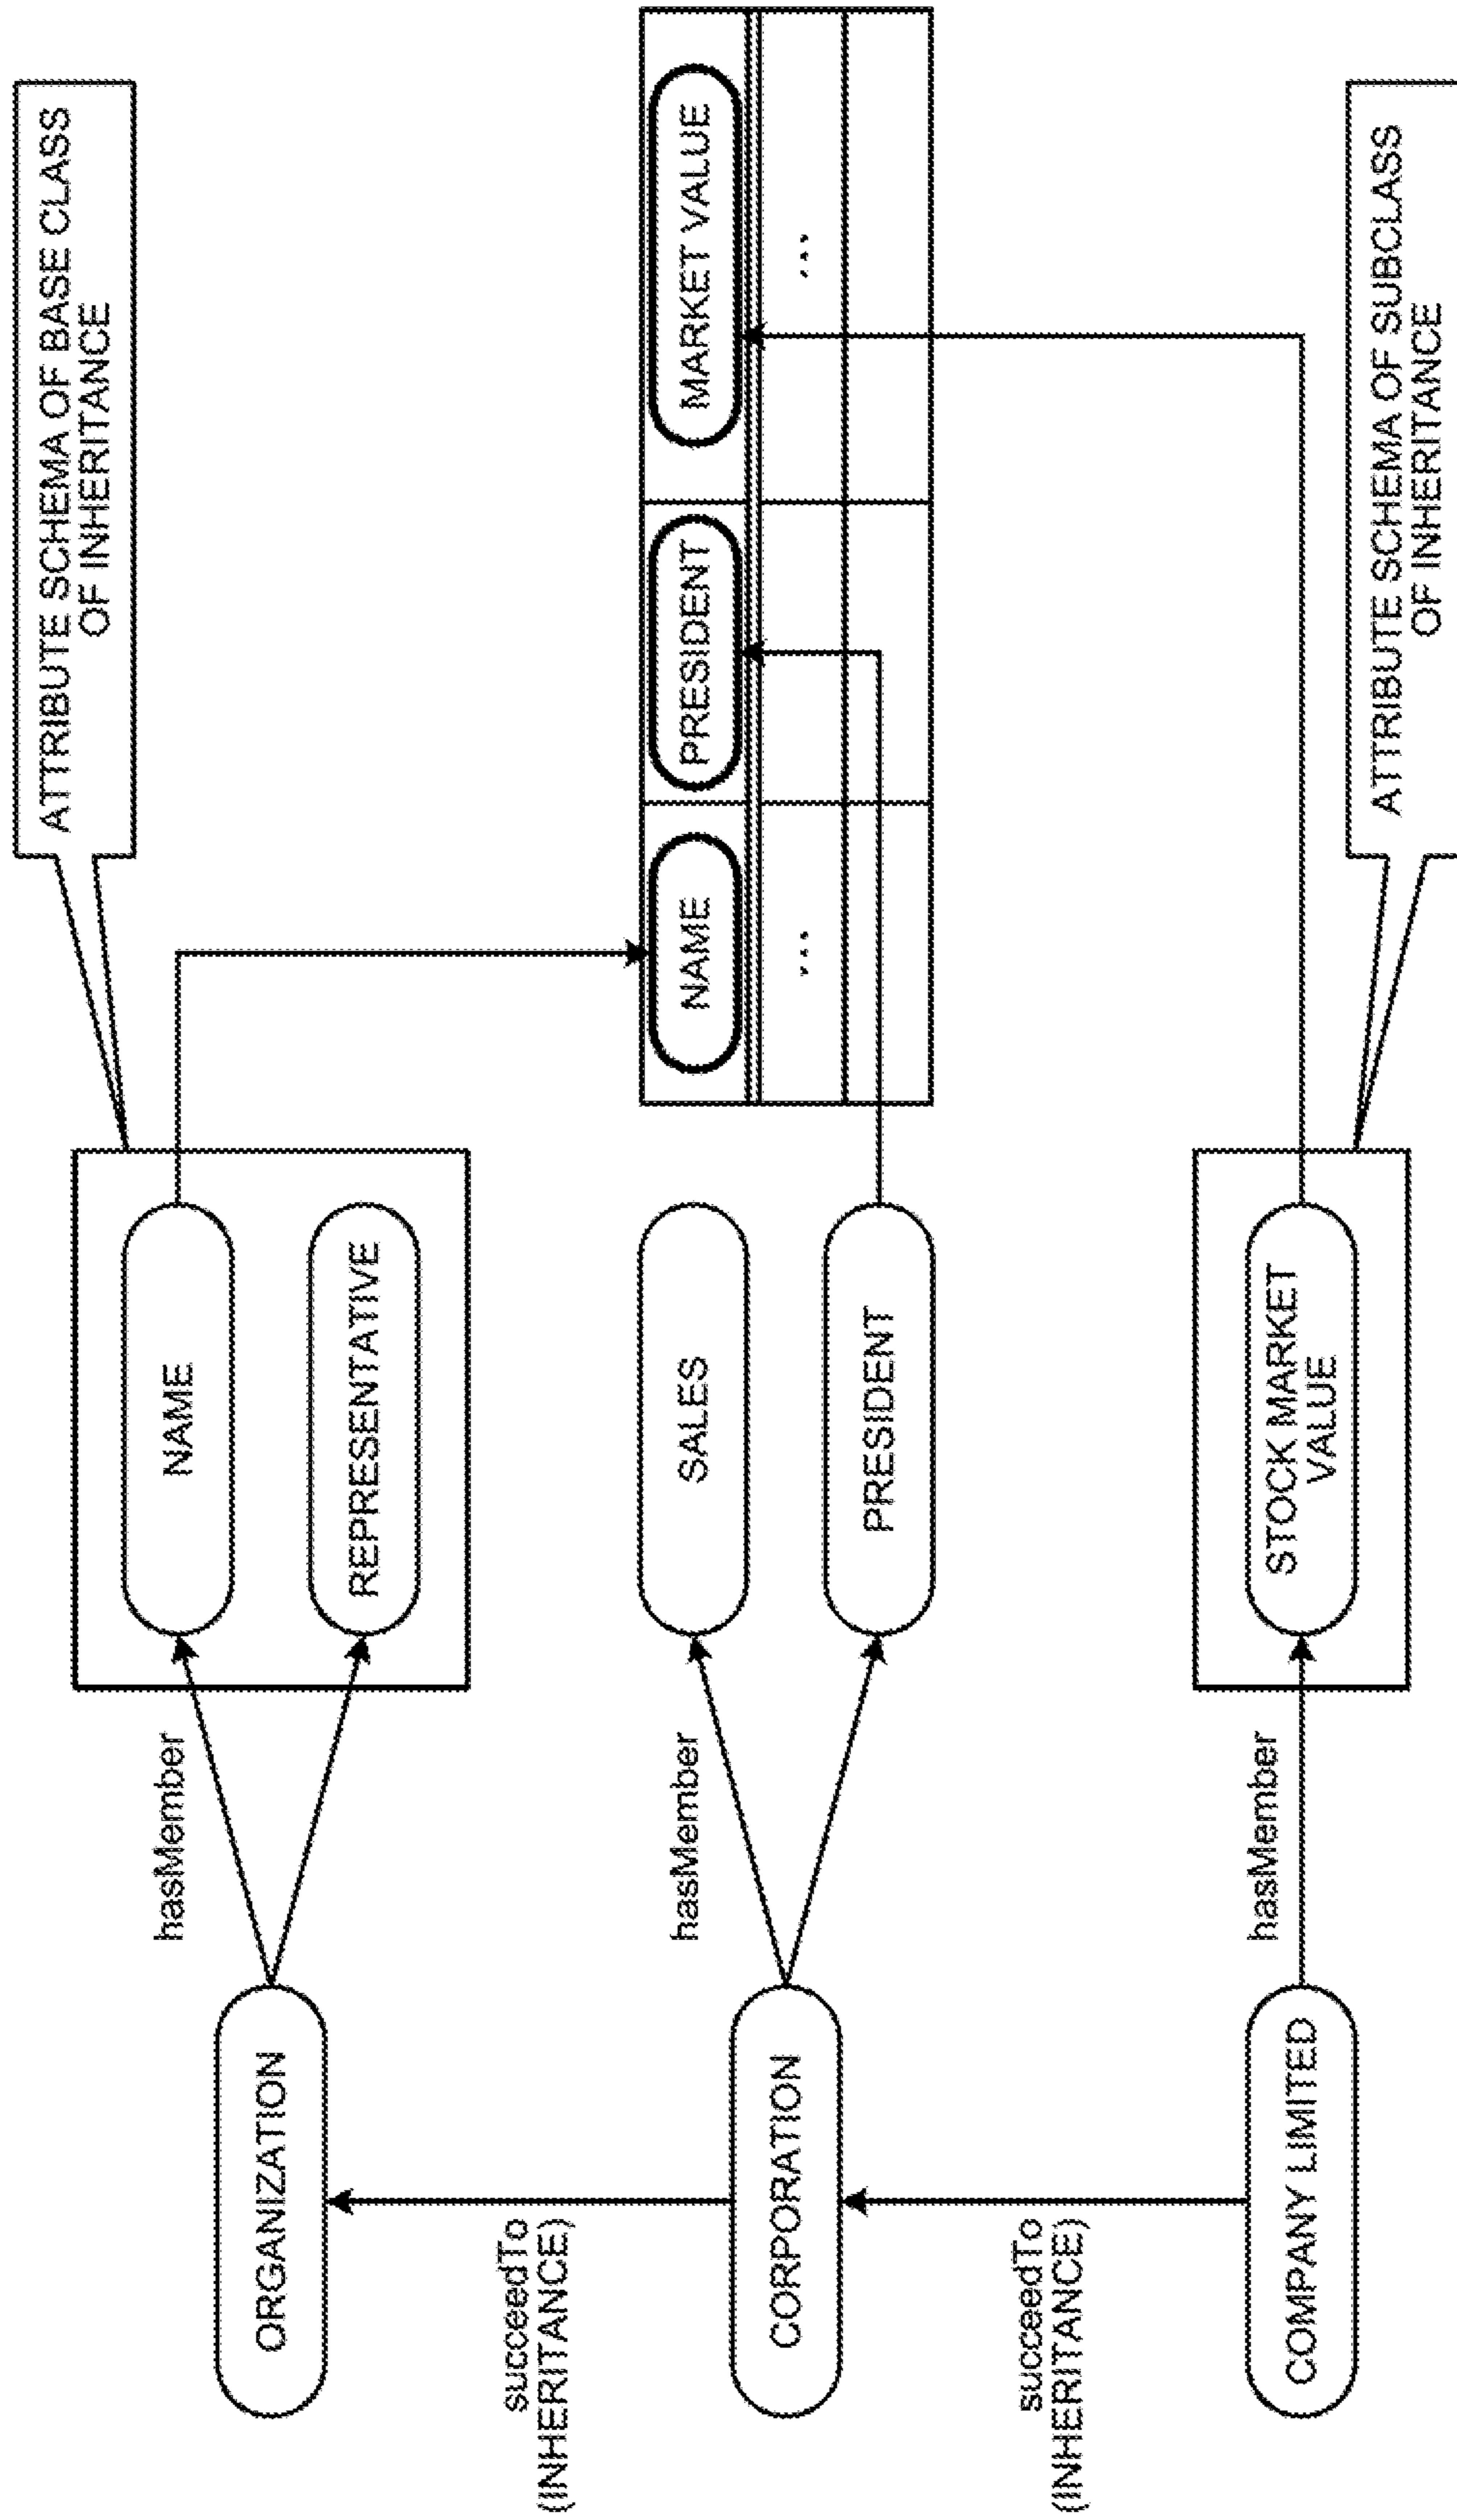 ATTRIBUTE SCHEMA OF BASE CLASS
OF INHERITANCE
ORGANIZATION
hasMember
NAME
REPRESENTATIVE
succeedTo
(INHERITANCE)
CORPORATION
hasMember
SALES
PRESIDENT
NAME
PRESIDENT
MARKET VALUE
...
...
succeedTo
(INHERITANCE)
COMPANY LIMITED
hasMember
STOCK MARKET
VALUE
ATTRIBUTE SCHEMA OF SUBCLASS
OF INHERITANCE